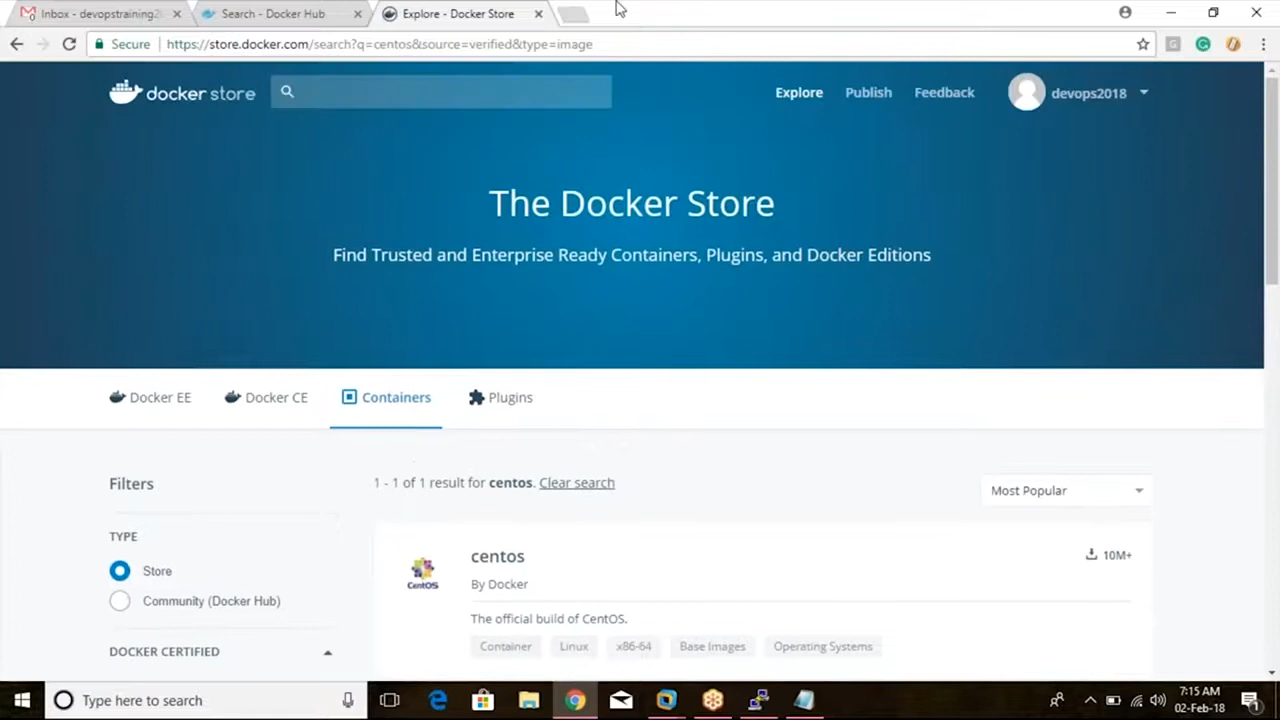 Inbox - devopstraining2
Search - Docker Hub
Explore - Docker Store
Secure
https://store.docker.com/search?q=centos&source=verified&type=image
docker store
Explore
Publish
Feedback
devops2018
The Docker Store
Find Trusted and Enterprise Ready Containers, Plugins, and Docker Editions
Docker EE
Docker CE
Containers
Plugins
Filters
1 - 1 of 1 result for centos. Clear search
Most Popular
TYPE
centos
10M+
CentOS
By Docker
Store
Community (Docker Hub)
The official build of CentOS.
Container
Linux
x86-64
Base Images
Operating Systems
DOCKER CERTIFIED
Type here to search
7:15 AM
02-Feb-18